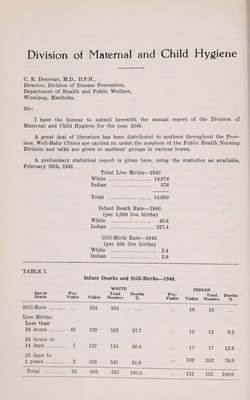 Division of Maternal and Child Hygiene
C. R. Donovan, M.D., D.P.H.,
Director, Division of Disease Prevention,
Department of Health and Public Welfare,
Winnipeg, Manitoba.
Sir:
I have the honour to submit herewith the annual report of the Division of
Maternal and Child Hygiene for the year 1940.
A great deal of literature has been distributed to mothers throughout the Prov-
ince, Well-Baby Clinics are carried on under the auspices of the Public Health Nursing
Division and talks are given to mothers' groups in various towns.
A preliminary statistical report is given here, using the statistics as available,
February 28th, 1941.
Total Live Births—1940
White 14,074
Indian 576
Total 14,650
Infant Death Rate—1940.
(per 1,000 live births)
White 46.6
Indian 227.4
Still-Birth Rate—1940.
(per 100 live births)
White 2.4
Indian 2.8
TABLE I.
Infant Deaths and Still-Births—1940.
WHITE INDIAN
Age at Death Pre-Viable Viable Total Number Deaths % Pre-Viable Viable Total Number Deaths %
Still-Born 334 334 16 16
Live Births:
Less than
24 hours 43 139 182 27.7 12 12 9.2
24 hours to
14 days 7 127 134 20.4 17 17 12.8
15 days to
1 years 2 339 341 51.9 102 102 78.0
Total 52 605 657 100.0 131 131 100.0